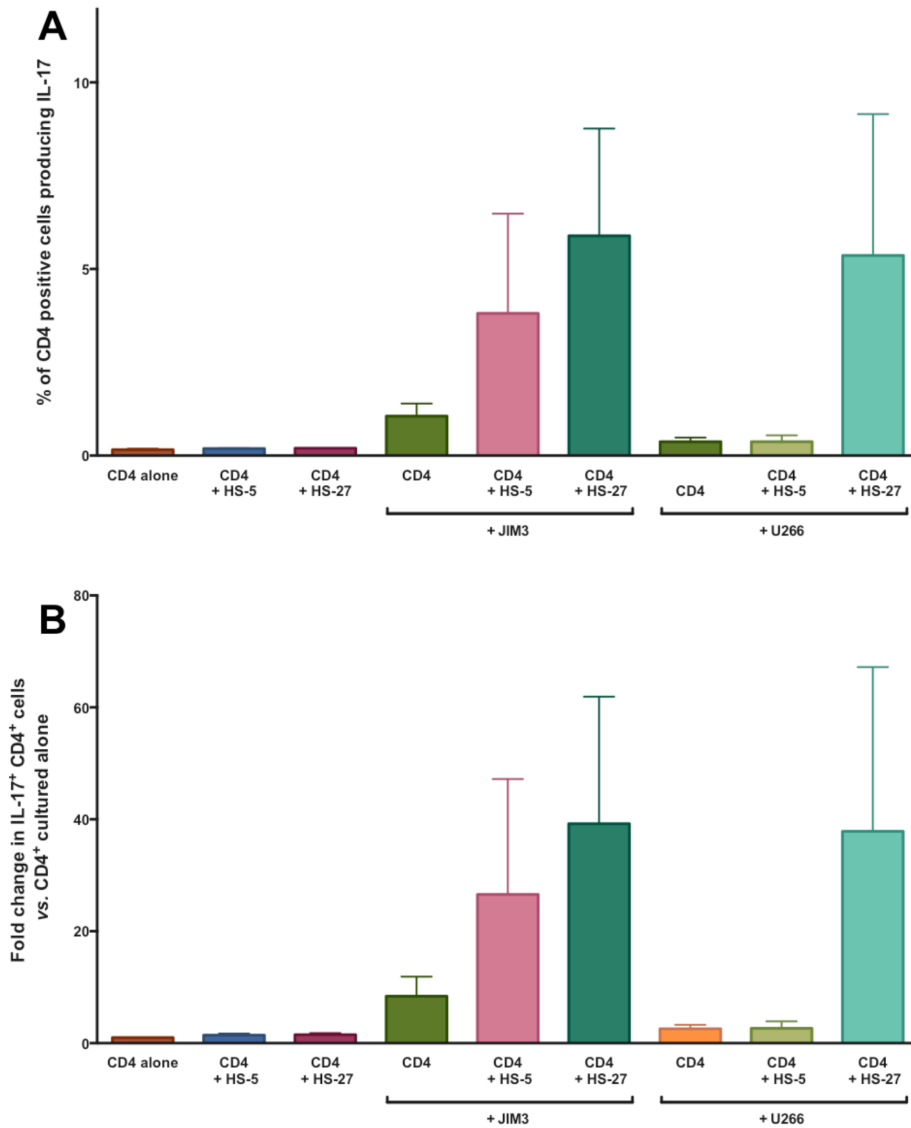 A
% of CD4 positive cells producing IL-17
10
5
0
CD4 alone
CD4
+ HS-5
CD4
+ HS-27
CD4
CD4
+ HS-5
CD4
+ HS-27
CD4
CD4
+ HS-5
CD4
+ HS-27
+ JIM3
+ U266
B
Fold change in IL-17⁺ CD4⁺ cells
vs. CD4⁺ cultured alone
80
60
40
20
0
CD4 alone
CD4
+ HS-5
CD4
+ HS-27
CD4
CD4
+ HS-5
CD4
+ HS-27
CD4
CD4
+ HS-5
CD4
+ HS-27
+ JIM3
+ U266